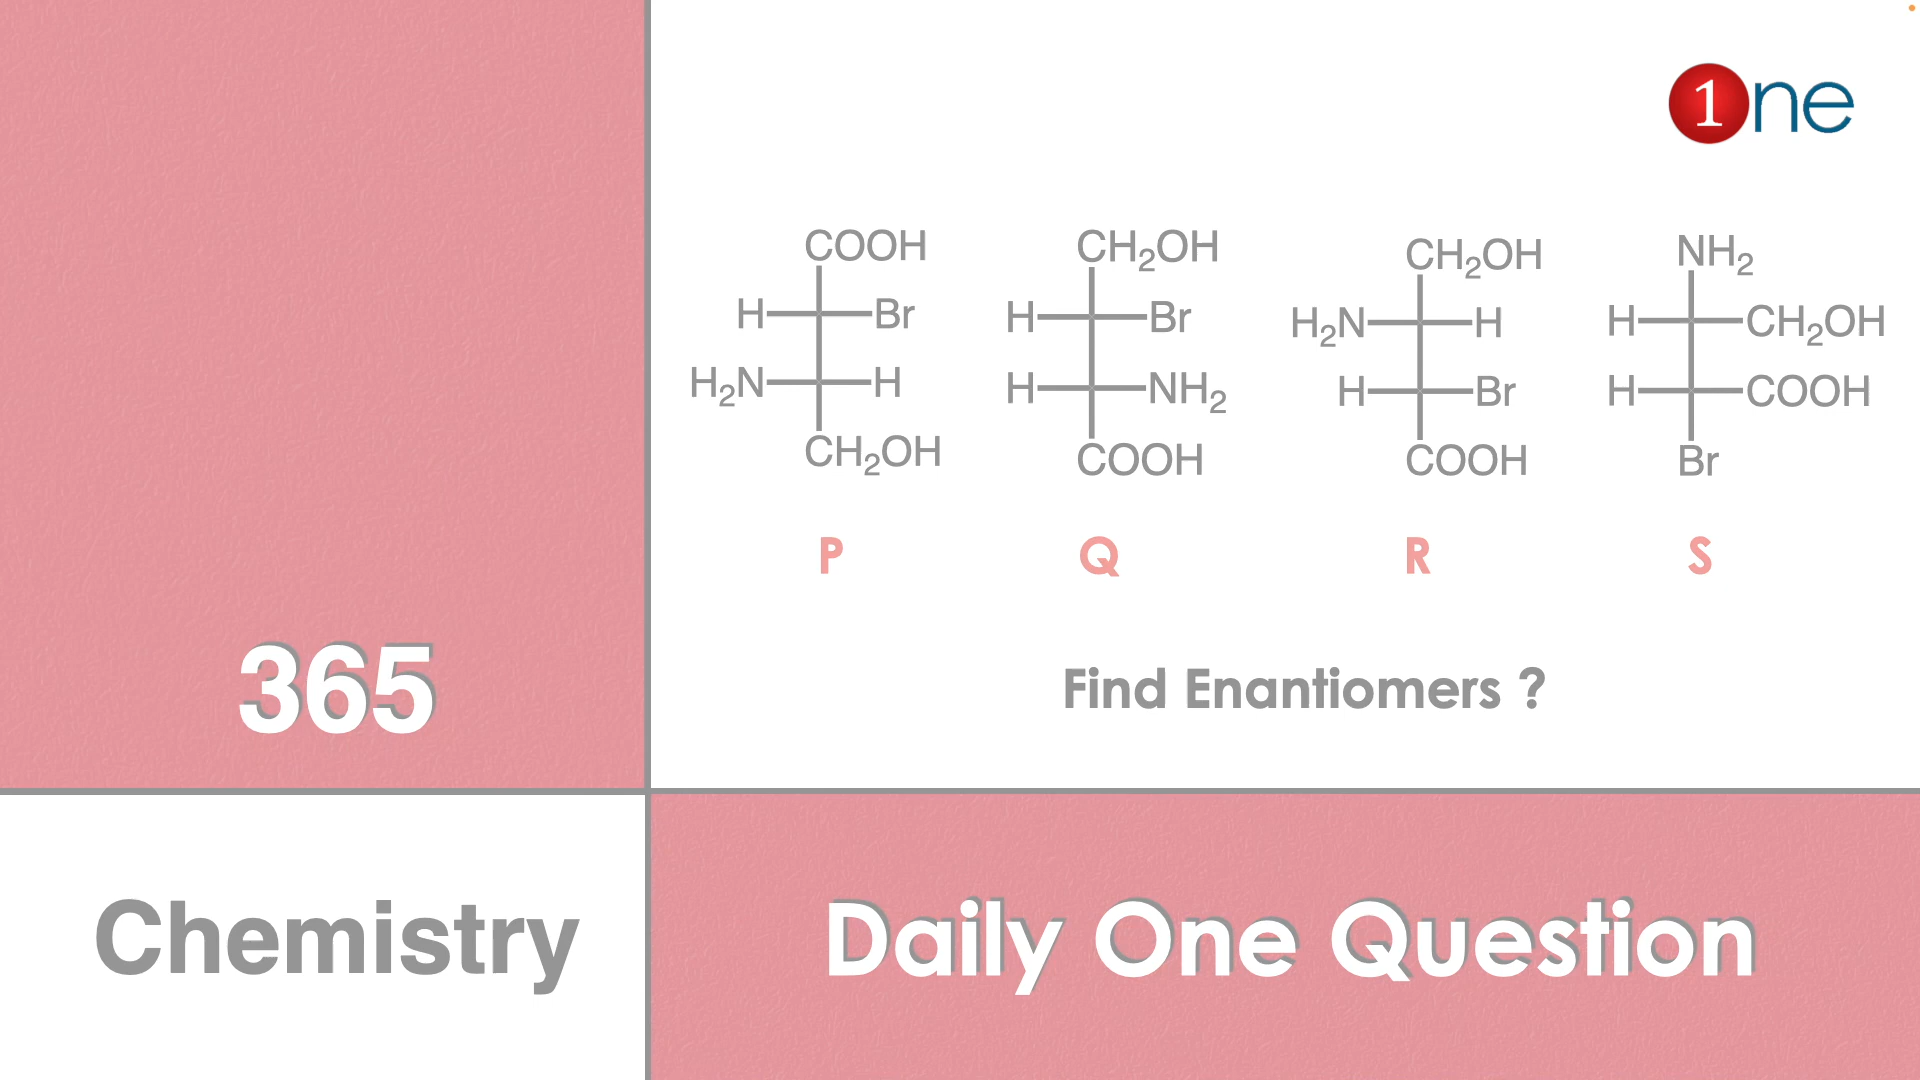 1ne
COOH CH2OH CH2OH NH2
H Br H Br H2N H H CH2OH
H2N H H NH2 H Br H COOH
CH2OH COOH COOH Br
P Q R S
Find Enantiomers ?
365
Chemistry
Daily One Question